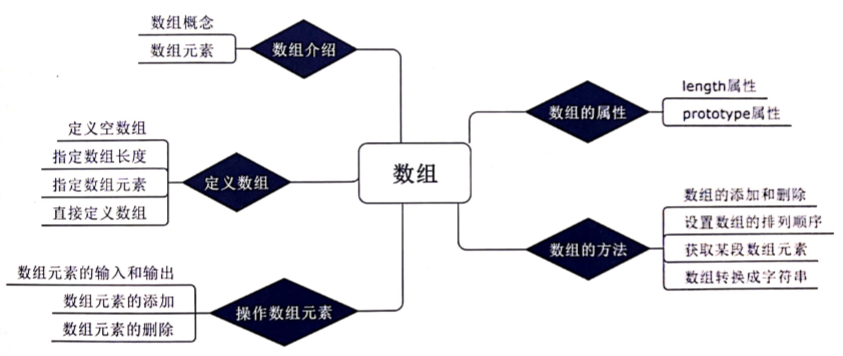 数组
数组介绍
数组概念
数组元素
定义数组
定义空数组
指定数组长度
指定数组元素
直接定义数组
操作数组元素
数组元素的输入和输出
数组元素的添加
数组元素的删除
数组的属性
length属性
prototype属性
数组的方法
数组的添加和删除
设置数组的排列顺序
获取某段数组元素
数组转换成字符串